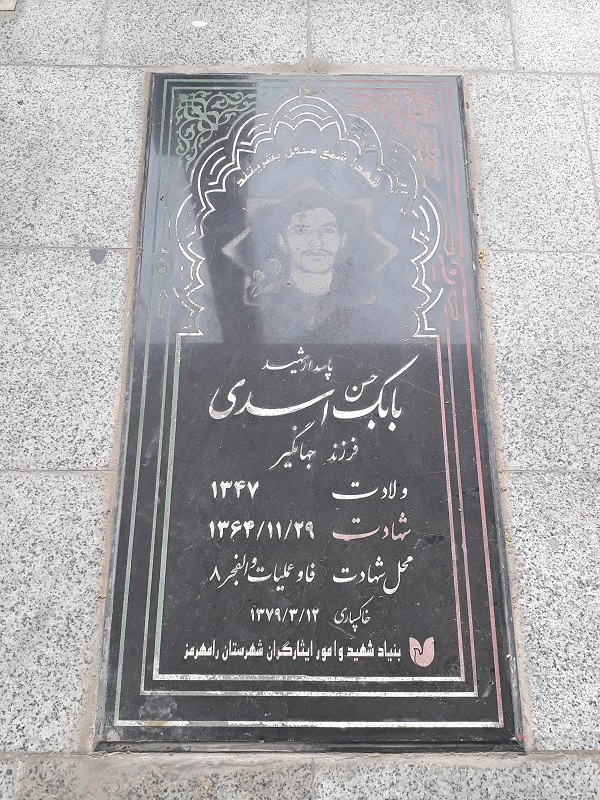 شهدا شمع محفل بشریتند
پاسدار شهید
بابک حسن اسدی
فرزند جهانگیر
ولادت ۱۳۴۷
شهادت ۱۳۶۴/۱۱/۲۹
محل شهادت فاو عملیات والفجر ۸
خاکسپاری ۱۳۷۹/۳/۱۲
بنیاد شهید و امور ایثارگران شهرستان رامهرمز